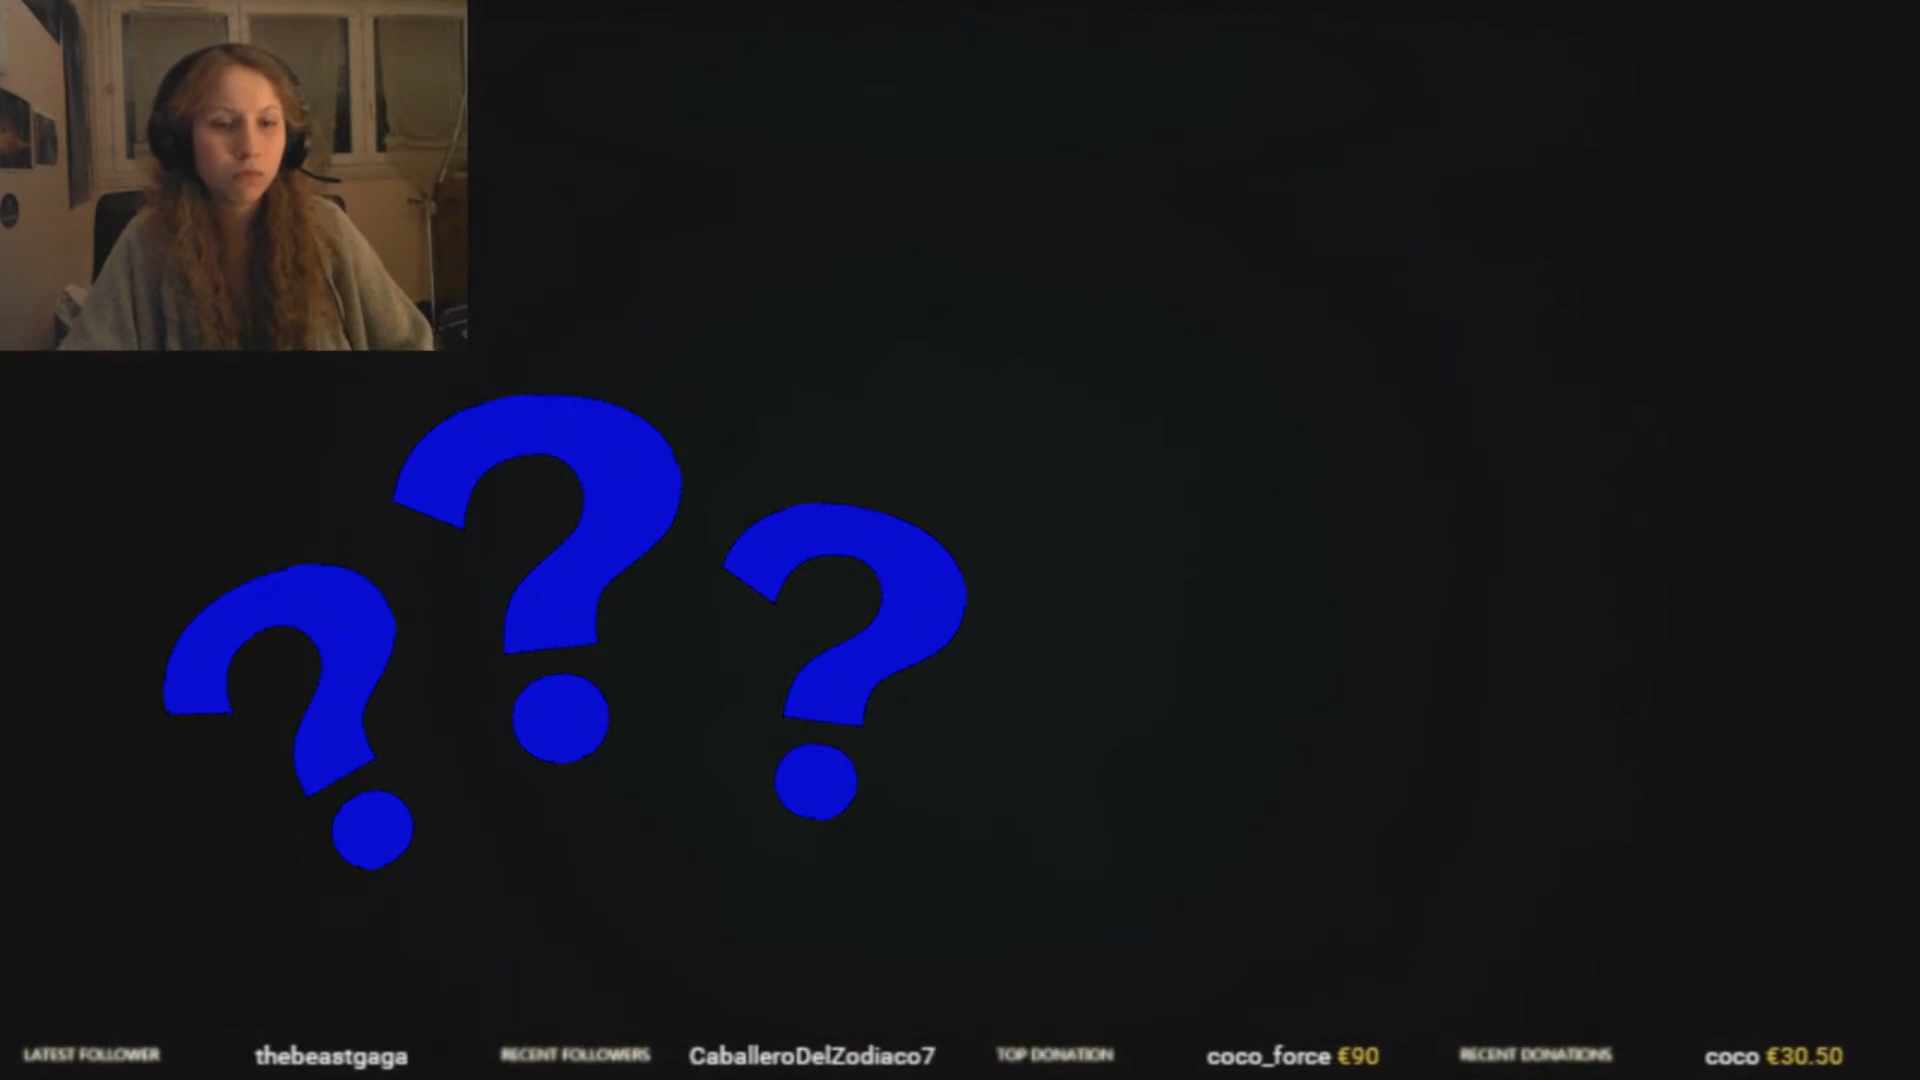 ? ? ?
LATEST FOLLOWER thebeastgaga RECENT FOLLOWERS CaballeroDelZodiaco7 TOP DONATION coco_force €90 RECENT DONATIONS coco €30.50